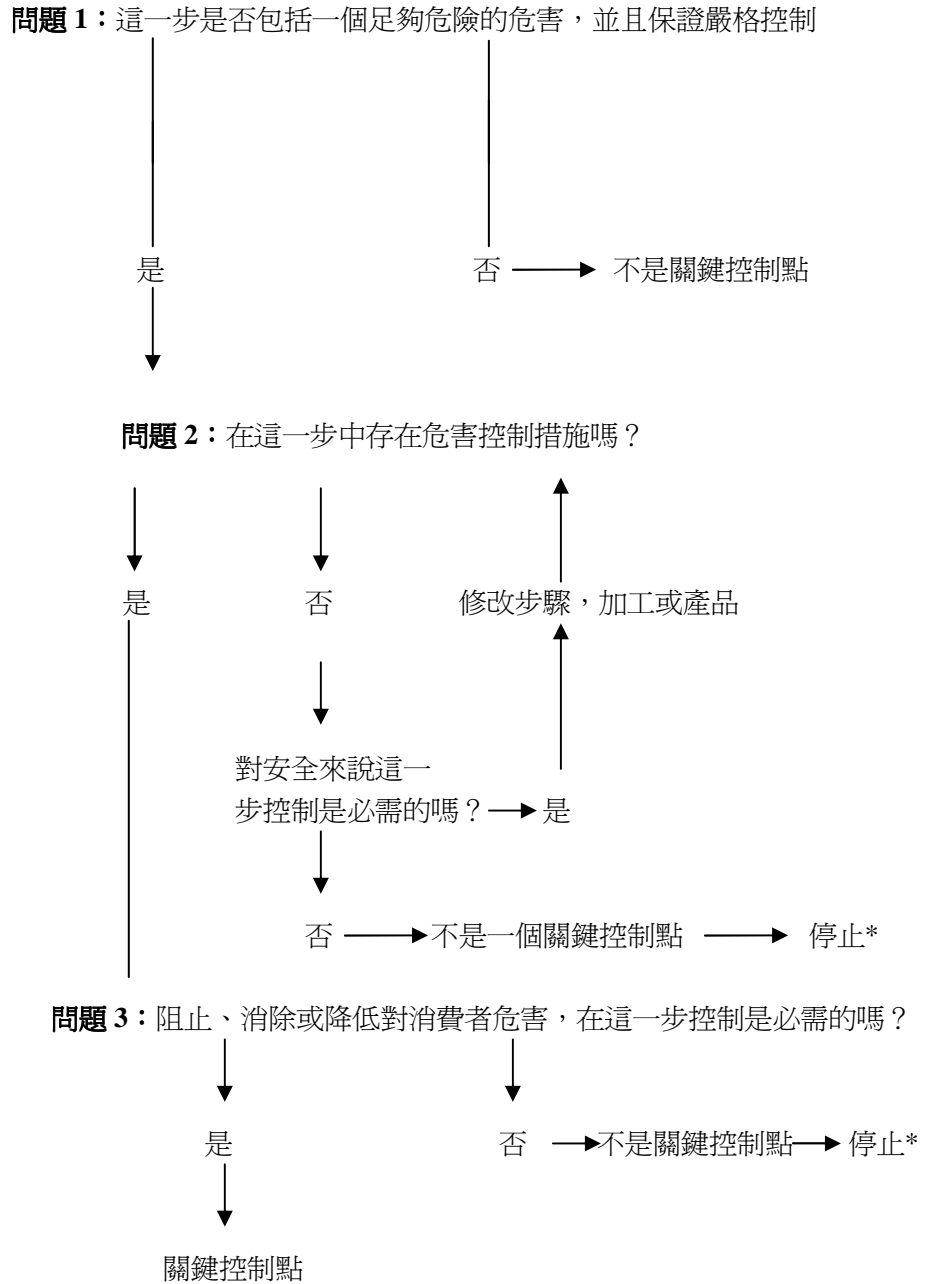 問題 1：這一步是否包括一個足夠危險的危害，並且保證嚴格控制
是
否
不是關鍵控制點
問題 2：在這一步中存在危害控制措施嗎？
是
否
修改步驟，加工或產品
對安全來說這一
步控制是必需的嗎？
是
否
不是一個關鍵控制點
停止*
問題 3：阻止、消除或降低對消費者危害，在這一步控制是必需的嗎？
是
否
不是關鍵控制點
停止*
關鍵控制點